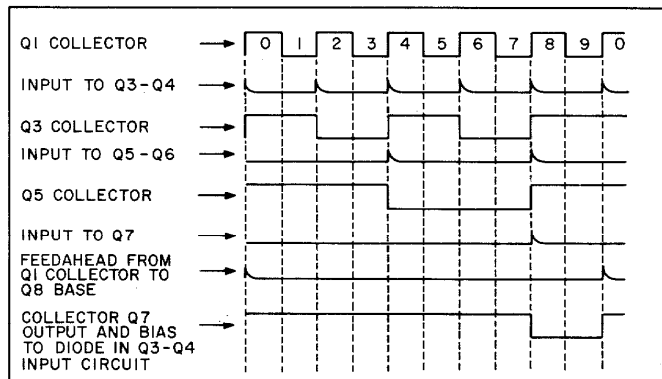 Q1 COLLECTOR
0 1 2 3 4 5 6 7 8 9 0
INPUT TO Q3-Q4
Q3 COLLECTOR
INPUT TO Q5-Q6
Q5 COLLECTOR
INPUT TO Q7
FEEDAHEAD FROM
Q1 COLLECTOR TO
Q8 BASE
COLLECTOR Q7
OUTPUT AND BIAS
TO DIODE IN Q3-Q4
INPUT CIRCUIT